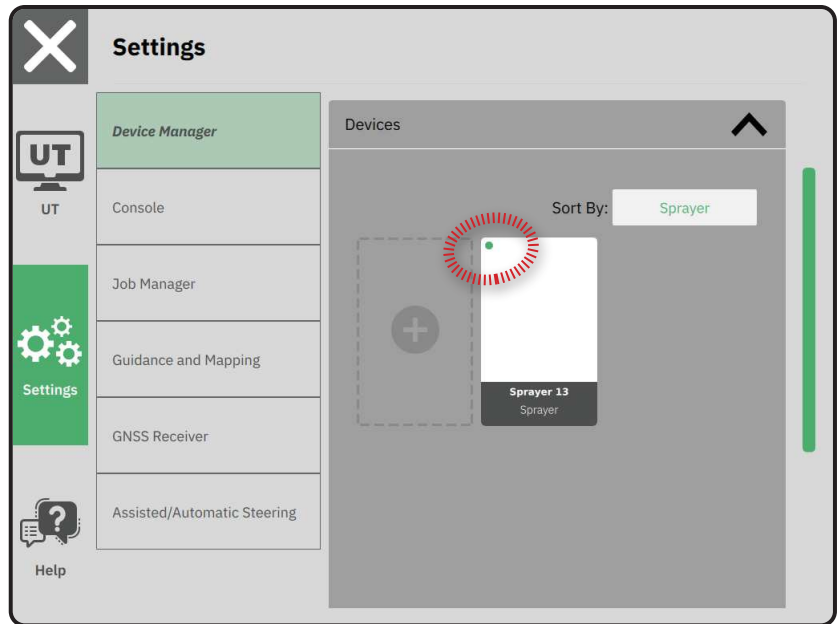 Settings
UT
UT
Settings
Help
Device Manager
Console
Job Manager
Guidance and Mapping
GNSS Receiver
Assisted/Automatic Steering
Devices
Sort By: Sprayer
Sprayer 13
Sprayer